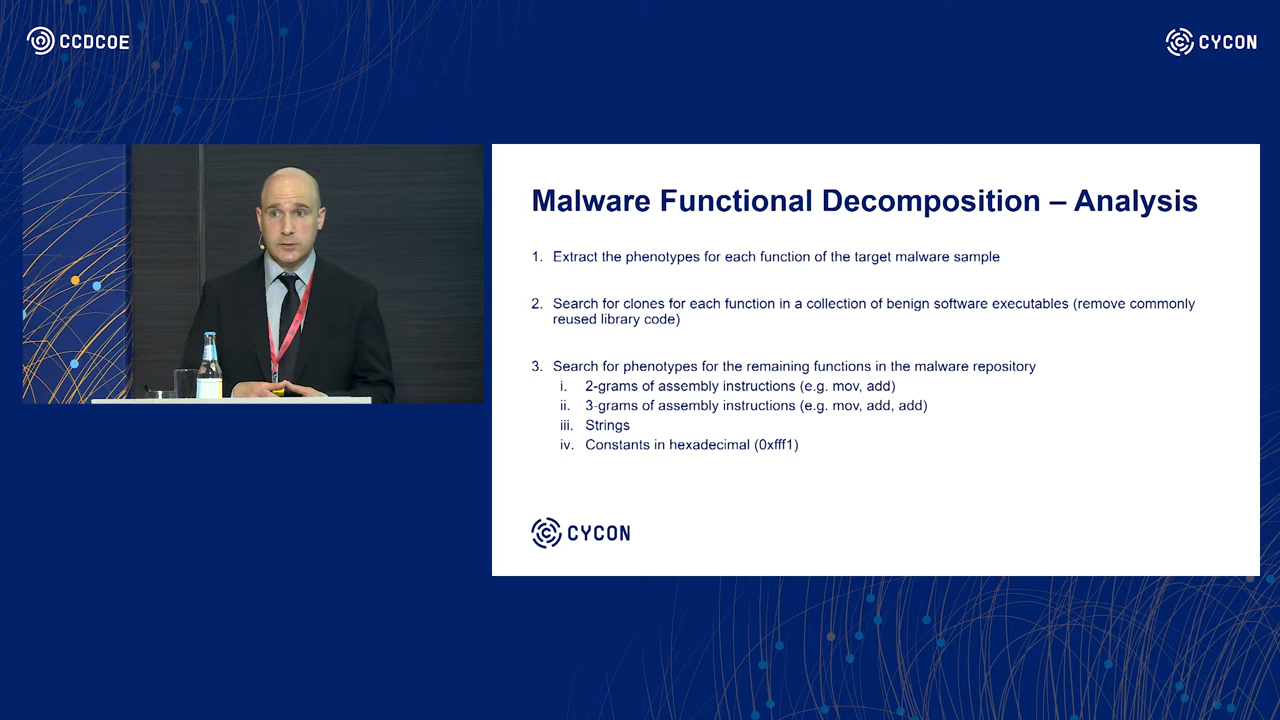 CCDCOE
CYCON
Malware Functional Decomposition – Analysis
1. Extract the phenotypes for each function of the target malware sample
2. Search for clones for each function in a collection of benign software executables (remove commonly
reused library code)
3. Search for phenotypes for the remaining functions in the malware repository
i. 2-grams of assembly instructions (e.g. mov, add)
ii. 3-grams of assembly instructions (e.g. mov, add, add)
iii. Strings
iv. Constants in hexadecimal (0xfff1)
CYCON